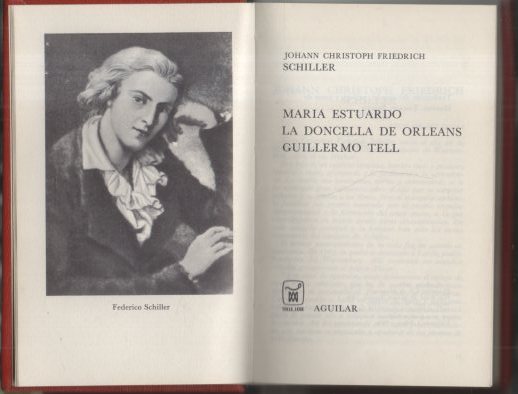 Federico Schiller
JOHANN CHRISTOPH FRIEDRICH
SCHILLER
MARIA ESTUARDO
LA DONCELLA DE ORLEANS
GUILLERMO TELL
AGUILAR